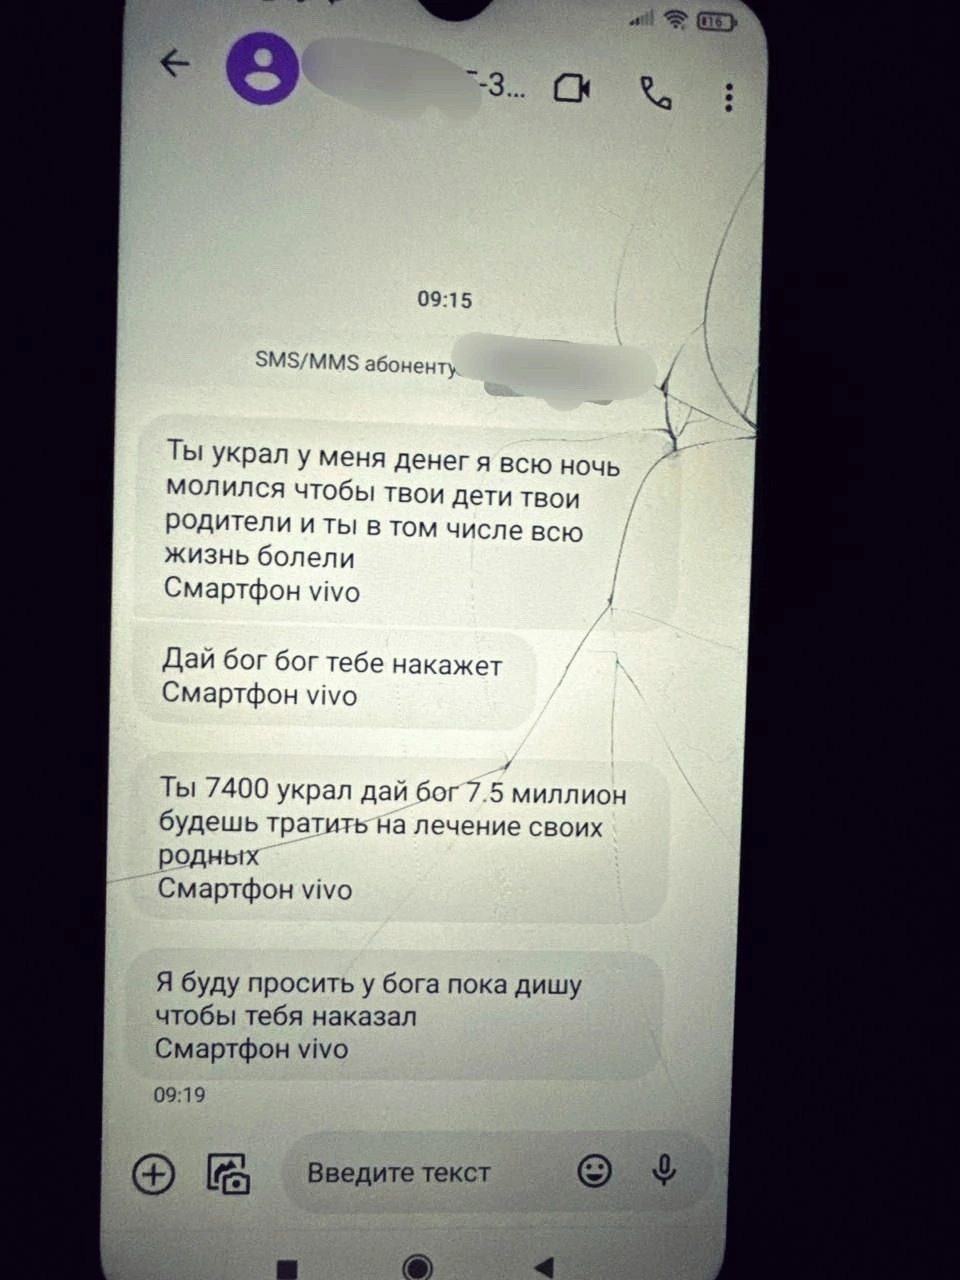 16
-3...
09:15
SMS/MMS абоненту
Ты украл у меня денег я всю ночь
молился чтобы твои дети твои
родители и ты в том числе всю
жизнь болели
Смартфон vivo
Дай бог бог тебе накажет
Смартфон vivo
Ты 7400 украл дай бог 7.5 миллион
будешь тратить на лечение своих
родных
Смартфон vivo
Я буду просить у бога пока дишу
чтобы тебя наказал
Смартфон vivo
09:19
Введите текст